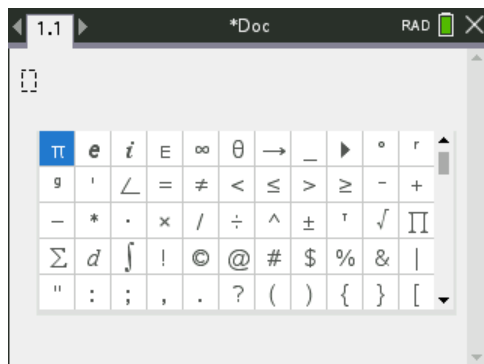 1.1 *Doc RAD
π e i E ∞ θ → _ ▶ ° r
g ' ∠ = ≠ < ≤ > ≥ ⁻ +
− * · × / ÷ ^ ± ᵀ √ ∏
∑ d ∫ ! © @ # $ % & |
" : ; , . ? ( ) { } [